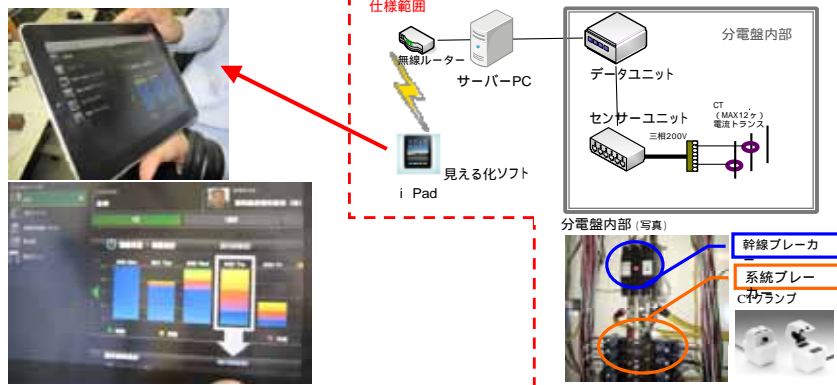 仕様範囲
無線ルーター
サーバーPC
i Pad
見える化ソフト
分電盤内部
データユニット
センサーユニット
三相200V
CT
(MAX12ヶ)
電流トランス
分電盤内部 (写真)
幹線ブレーカ
ー
系統ブレー
カー
CTクランプ